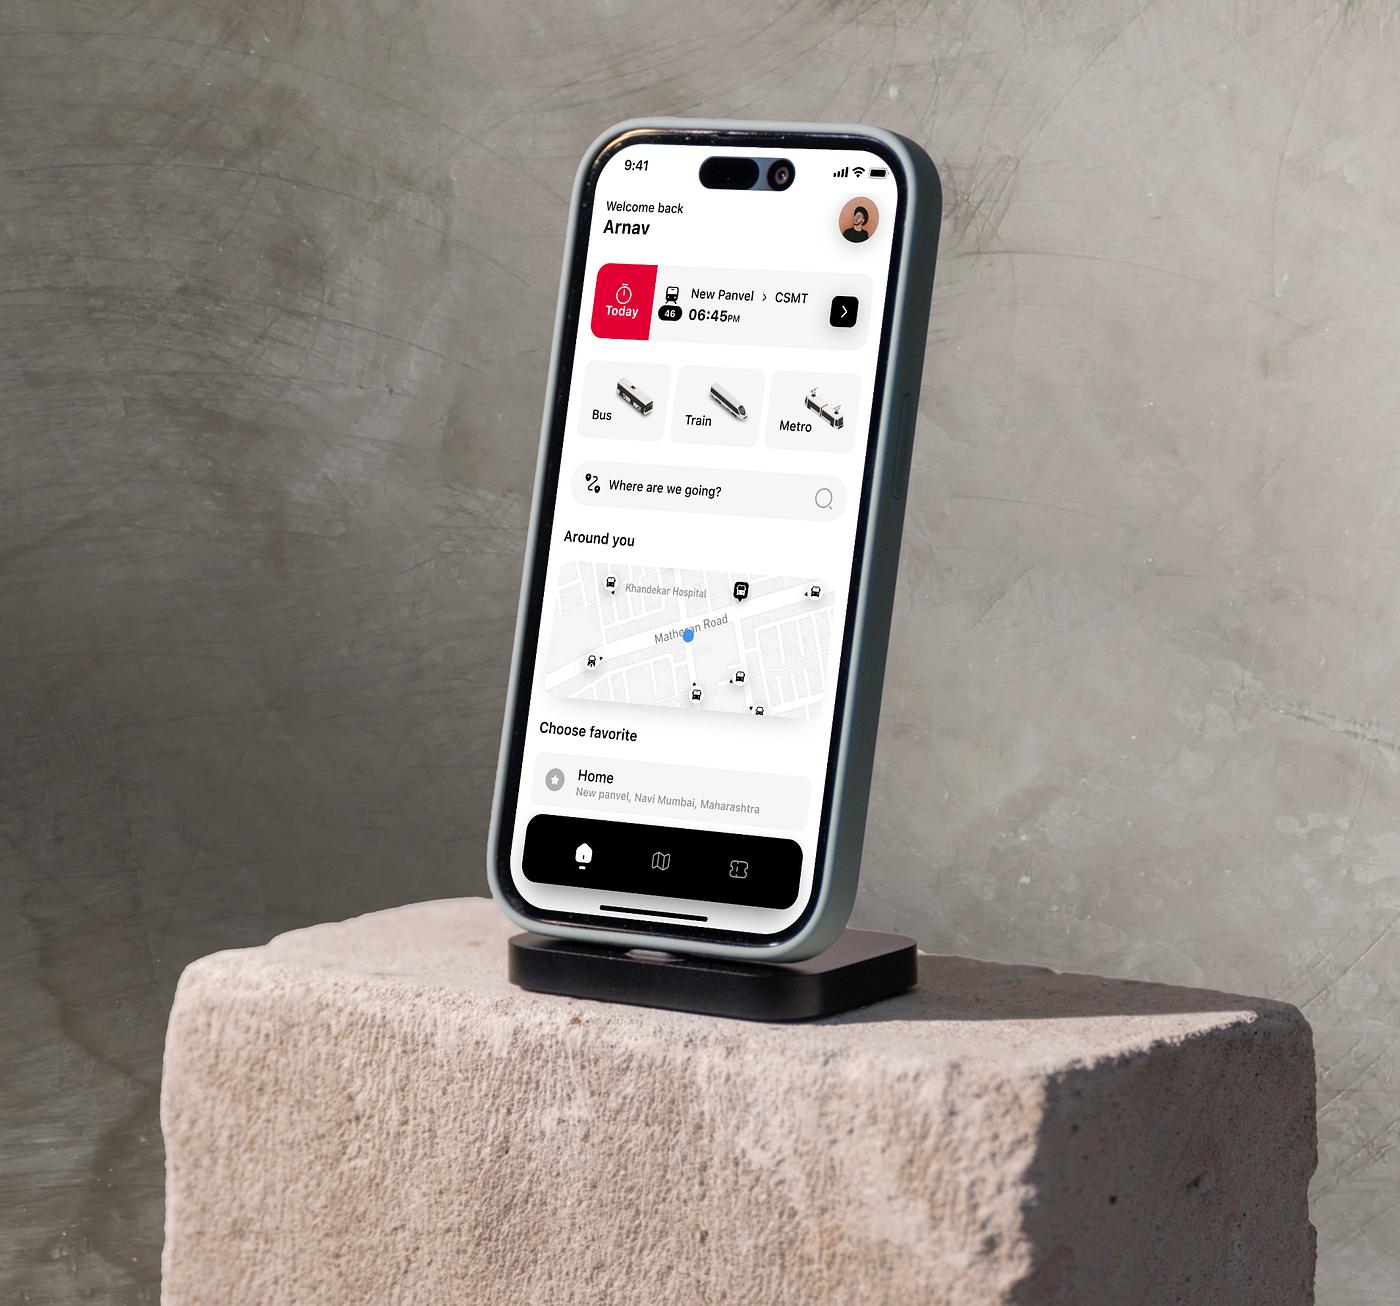 9:41
Welcome back
Arnav
Today
New Panvel > CSMT
46 06:45PM
Bus
Train
Metro
Where are we going?
Around you
Khandekar Hospital
Matheran Road
Choose favorite
Home
New panvel, Navi Mumbai, Maharashtra